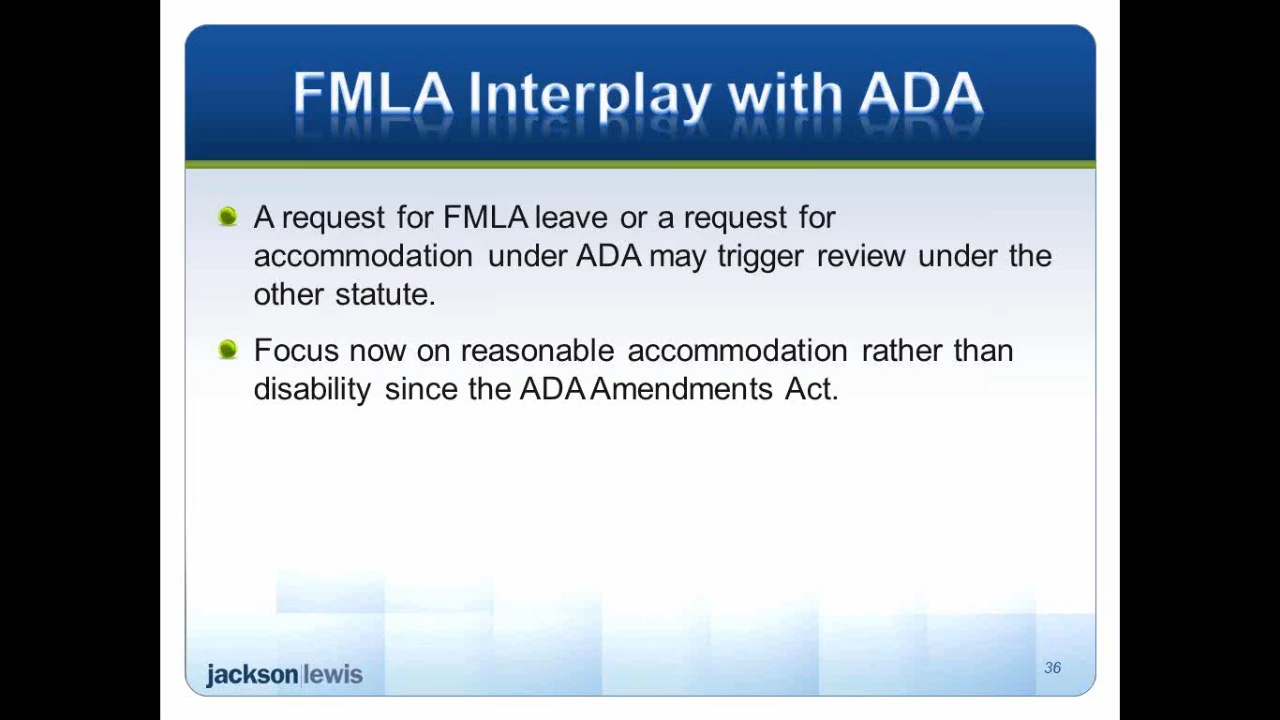 FMLA Interplay with ADA
A request for FMLA leave or a request for
accommodation under ADA may trigger review under the
other statute.
Focus now on reasonable accommodation rather than
disability since the ADA Amendments Act.
jackson|lewis
36